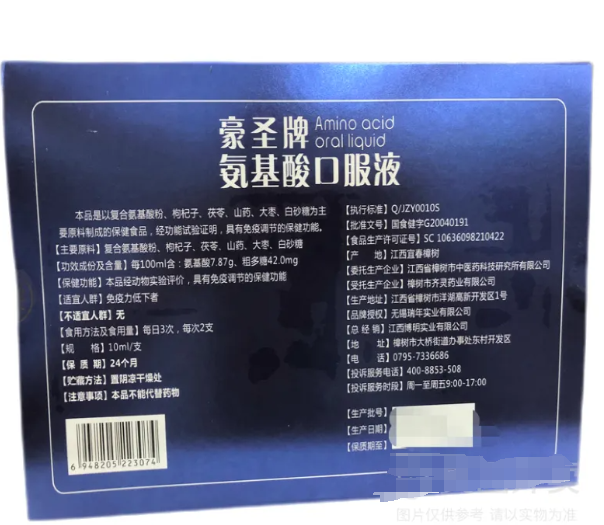 豪圣牌 Amino acid
oral liquid
氨基酸口服液
本品是以复合氨基酸粉、枸杞子、茯苓、山药、大枣、白砂糖为主
要原料制成的保健食品，经功能试验证明，具有免疫调节的保健功能。
【主要原料】复合氨基酸粉、枸杞子、茯苓、山药、大枣、白砂糖
【功效成份及含量】每100ml含：氨基酸7.87g、粗多糖42.0mg
【保健功能】本品经动物实验评价，具有免疫调节的保健功能
【适宜人群】免疫力低下者
【不适宜人群】无
【食用方法及食用量】每日3次，每次2支
【规 格】10ml/支
【保 质 期】24个月
【贮藏方法】置阴凉干燥处
【注意事项】本品不能代替药物
6 948205 223074
【执行标准】Q/JZY0010S
【批准文号】国食健字G20040191
【食品生产许可证号】SC 10636098210422
【产 地】江西宜春樟树
【委托生产企业】江西省樟树市中医药科技研究所有限公司
【受托生产企业】樟树市齐灵药业有限公司
【生产地址】江西省樟树市洋湖高新开发区1号
【品牌授权】无锡瑞年实业有限公司
【总 经 销】江西博明实业有限公司
【地 址】樟树市大桥街道办事处东村开发区
【电 话】0795-7336686
【投诉服务电话】400-8853-508
【投诉服务时段】周一至周五9:00-17:00
【生产批号】
【生产日期】
【保质期至】
图片仅供参考 请以实物为准